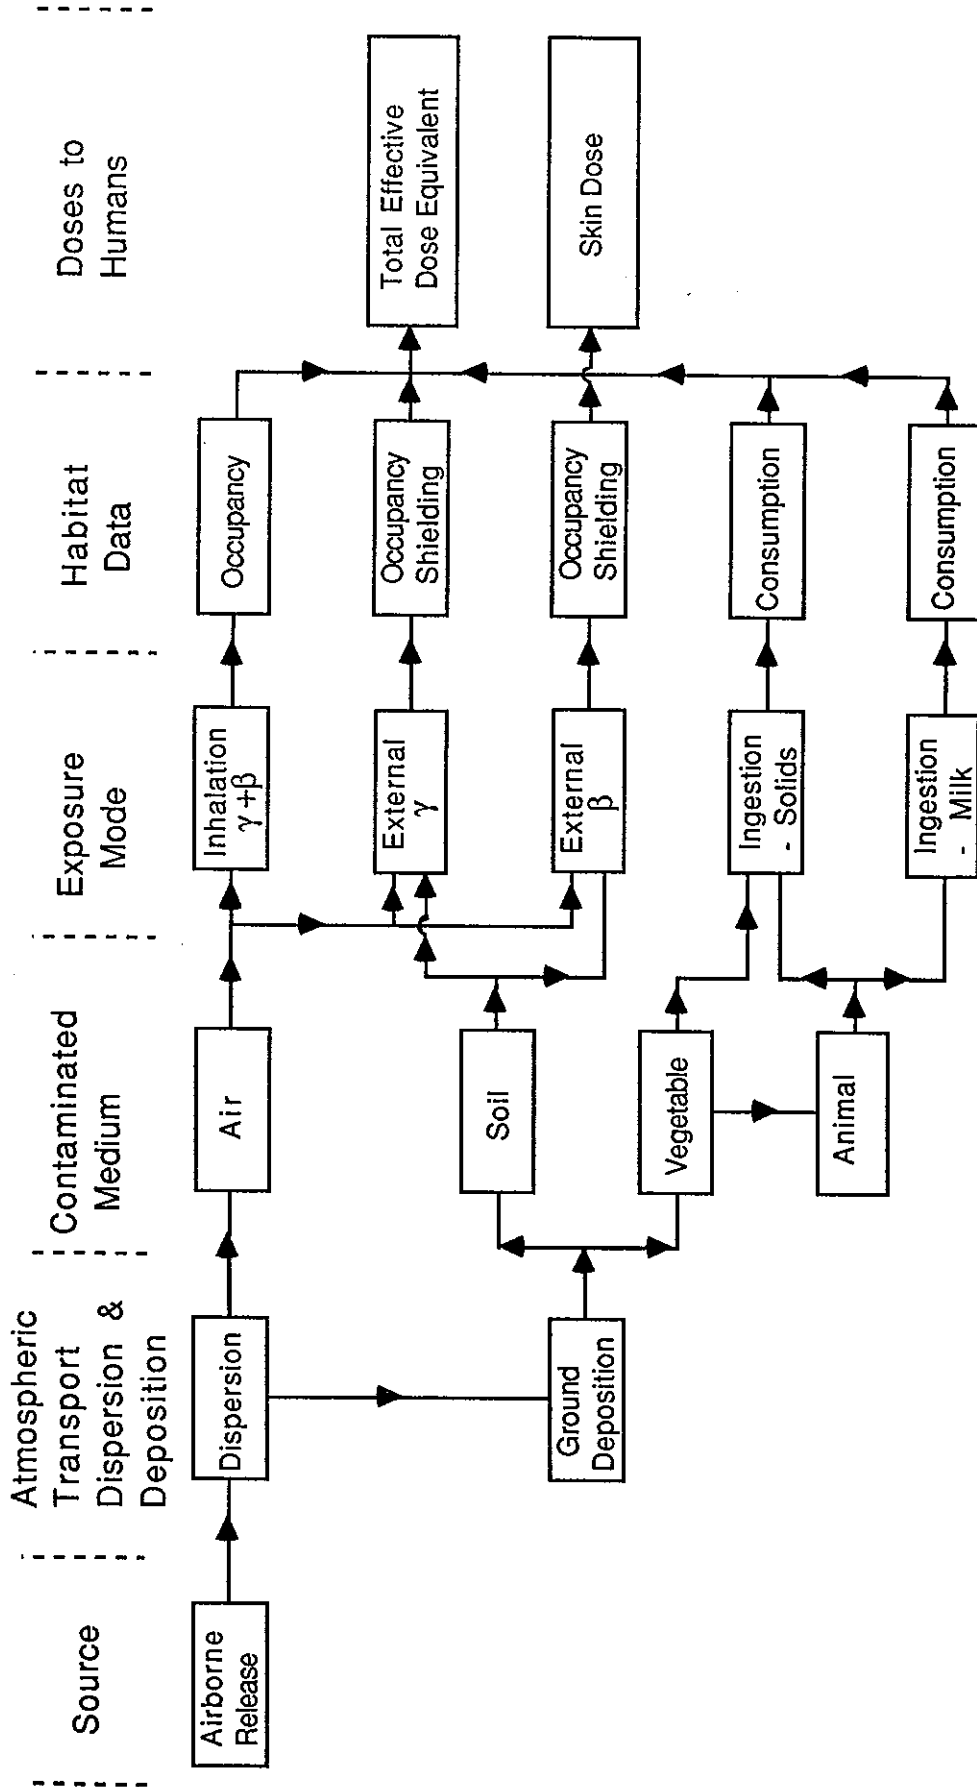 Source
Atmospheric
Transport
Dispersion &
Deposition
Contaminated
Medium
Exposure
Mode
Habitat
Data
Doses to
Humans
Airborne
Release
Dispersion
Air
Inhalation
γ+β
Occupancy
External
γ
Occupancy
Shielding
Total Effective
Dose Equivalent
Ground
Deposition
Soil
External
β
Occupancy
Shielding
Skin Dose
Vegetable
Ingestion
- Solids
Consumption
Animal
Ingestion
- Milk
Consumption